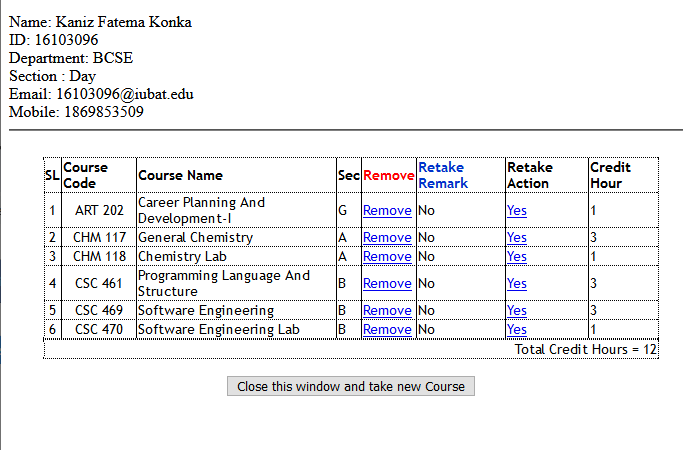 Name: Kaniz Fatema Konka
ID: 16103096
Department: BCSE
Section : Day
Email: 16103096@iubat.edu
Mobile: 1869853509
SL Course Code Course Name Sec Remove Retake Remark Retake Action Credit Hour
1 ART 202 Career Planning And Development-I G Remove No Yes 1
2 CHM 117 General Chemistry A Remove No Yes 3
3 CHM 118 Chemistry Lab A Remove No Yes 1
4 CSC 461 Programming Language And Structure B Remove No Yes 3
5 CSC 469 Software Engineering B Remove No Yes 3
6 CSC 470 Software Engineering Lab B Remove No Yes 1
Total Credit Hours = 12
Close this window and take new Course